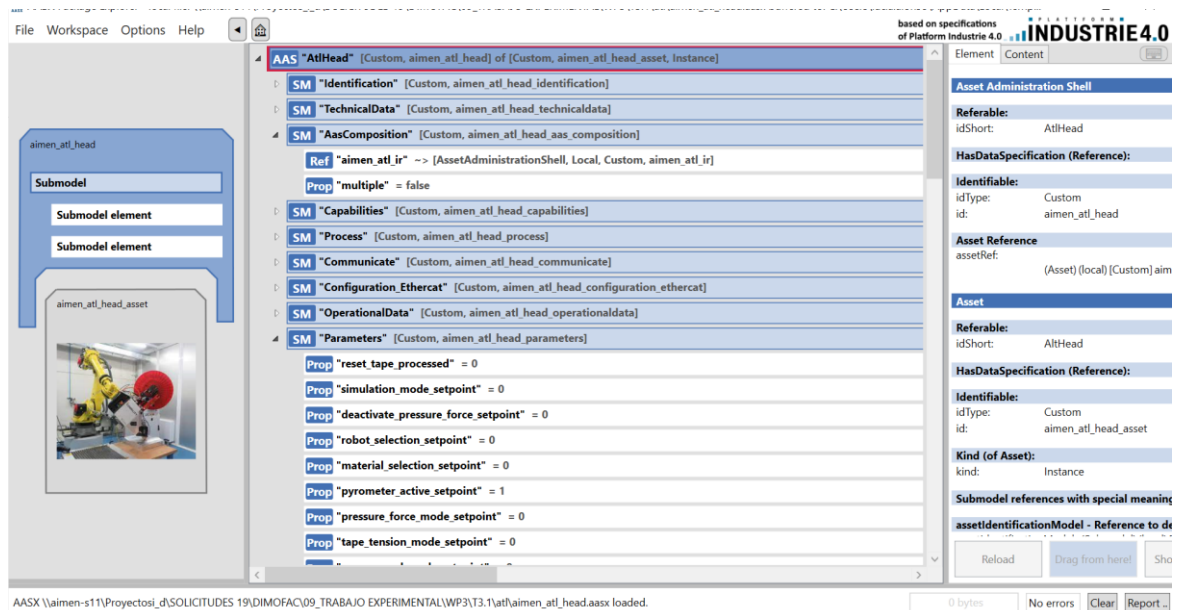 File Workspace Options Help
based on specifications
of Platform Industrie 4.0
PLATTFORM
INDUSTRIE4.0
aimen_atl_head
Submodel
Submodel element
Submodel element
aimen_atl_head_asset
AAS "AtlHead" [Custom, aimen_atl_head] of [Custom, aimen_atl_head_asset, Instance]
SM "Identification" [Custom, aimen_atl_head_identification]
SM "TechnicalData" [Custom, aimen_atl_head_technicaldata]
SM "AasComposition" [Custom, aimen_atl_head_aas_composition]
Ref "aimen_atl_ir" ~> [AssetAdministrationShell, Local, Custom, aimen_atl_ir]
Prop "multiple" = false
SM "Capabilities" [Custom, aimen_atl_head_capabilities]
SM "Process" [Custom, aimen_atl_head_process]
SM "Communicate" [Custom, aimen_atl_head_communicate]
SM "Configuration_Ethercat" [Custom, aimen_atl_head_configuration_ethercat]
SM "OperationalData" [Custom, aimen_atl_head_operationaldata]
SM "Parameters" [Custom, aimen_atl_head_parameters]
Prop "reset_tape_processed" = 0
Prop "simulation_mode_setpoint" = 0
Prop "deactivate_pressure_force_setpoint" = 0
Prop "robot_selection_setpoint" = 0
Prop "material_selection_setpoint" = 0
Prop "pyrometer_active_setpoint" = 1
Prop "pressure_force_mode_setpoint" = 0
Prop "tape_tension_mode_setpoint" = 0
Element Content
Asset Administration Shell
Referable:
idShort: AtlHead
HasDataSpecification (Reference):
Identifiable:
idType: Custom
id: aimen_atl_head
Asset Reference
assetRef:
(Asset) (local) [Custom] aim
Asset
Referable:
idShort: AltHead
HasDataSpecification (Reference):
Identifiable:
idType: Custom
id: aimen_atl_head_asset
Kind (of Asset):
kind: Instance
Submodel references with special meaning
assetIdentificationModel - Reference to de
Reload Drag from here! Sho
AASX \\aimen-s11\Proyectosi_d\SOLICITUDES 19\DIMOFAC\09_TRABAJO EXPERIMENTAL\WP3\T3.1\atl\aimen_atl_head.aasx loaded.
0 bytes No errors Clear Report ..